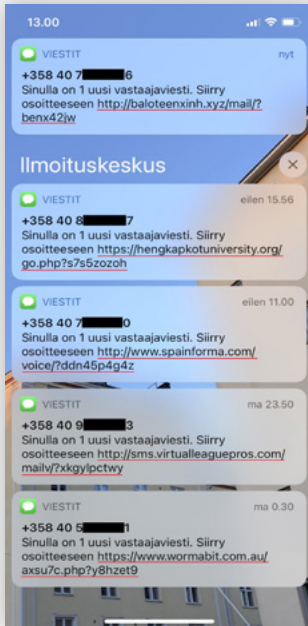 13.00
VIESTIT nyt
+358 40 7 6
Sinulla on 1 uusi vastaajaviesti. Siirry
osoitteeseen http://baloteenxinh.xyz/mail/?
benx42jw
Ilmoituskeskus
VIESTIT eilen 15.56
+358 40 8 7
Sinulla on 1 uusi vastaajaviesti. Siirry
osoitteeseen https://hengkapkotuniversity.org/
go.php?s7s5zozoh
VIESTIT eilen 11.00
+358 40 7 0
Sinulla on 1 uusi vastaajaviesti. Siirry
osoitteeseen http://www.spainforma.com/
voice/?ddn45p4g4z
VIESTIT ma 23.50
+358 40 9 3
Sinulla on 1 uusi vastaajaviesti. Siirry
osoitteeseen http://sms.virtualleaguepros.com/
mailv/?xkgylpctwy
VIESTIT ma 0.30
+358 40 5 1
Sinulla on 1 uusi vastaajaviesti. Siirry
osoitteeseen https://www.wormabit.com.au/
axsu7c.php?y8hzet9